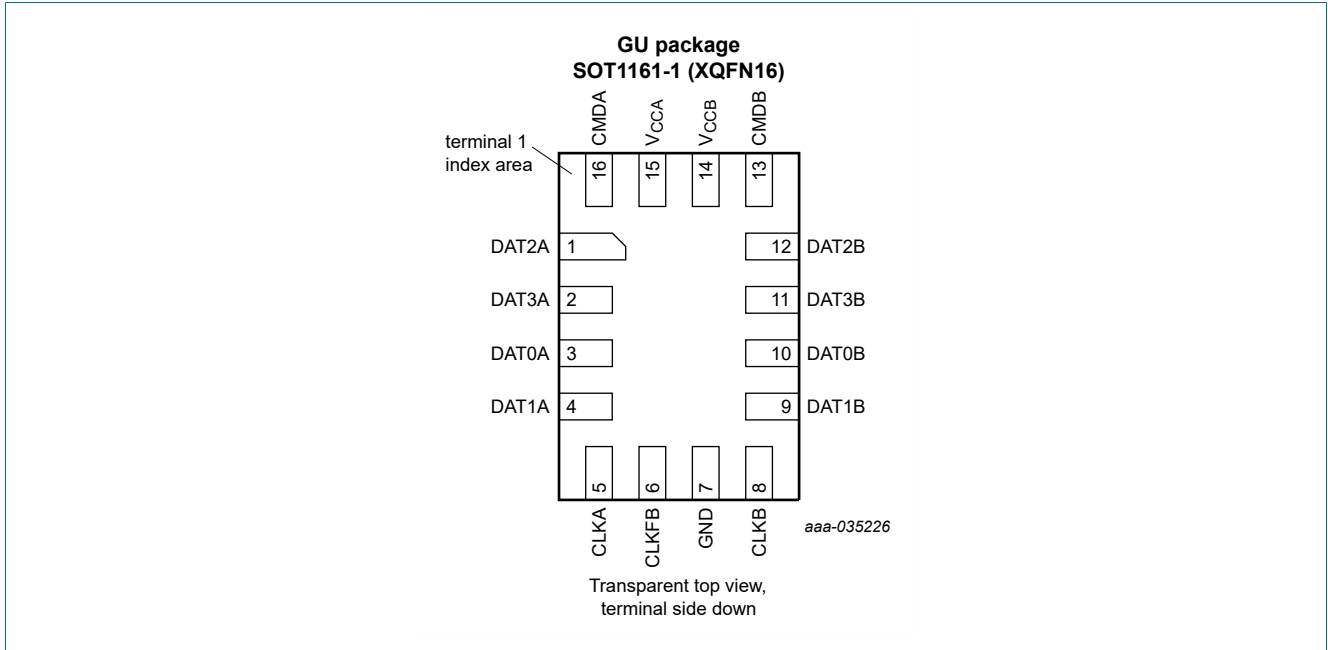 GU package
SOT1161-1 (XQFN16)
CMDA
VCCA
VCCB
CMDB
terminal 1
index area
16
15
14
13
DAT2A 1
12 DAT2B
DAT3A 2
11 DAT3B
DAT0A 3
10 DAT0B
DAT1A 4
9 DAT1B
5
6
7
8
CLKA
CLKFB
GND
CLKB
aaa-035226
Transparent top view,
terminal side down